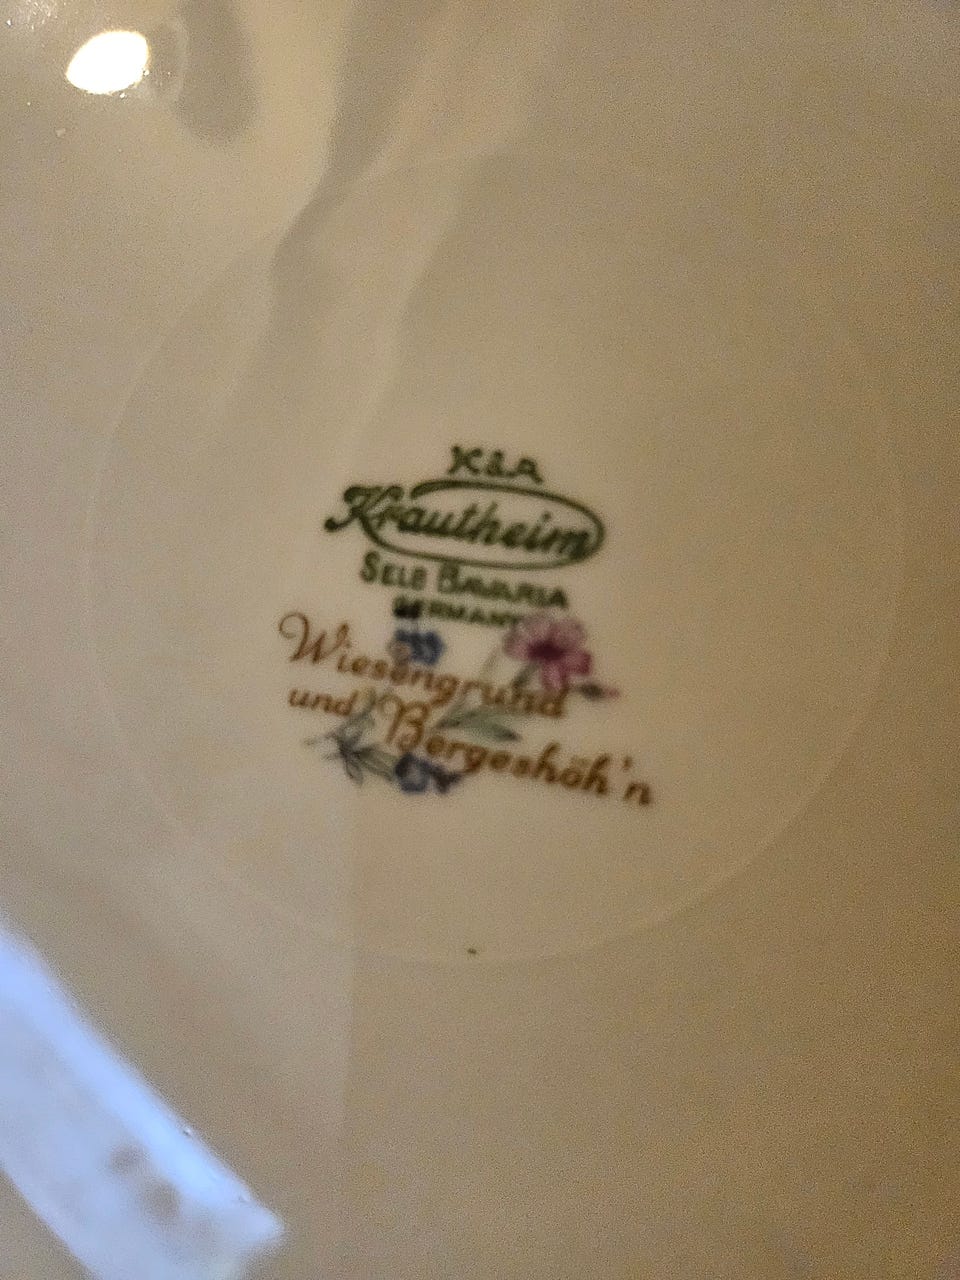 K&A
Krautheim
SELB BAVARIA
GERMANY
Wiesengrund
und Bergeshöh'n